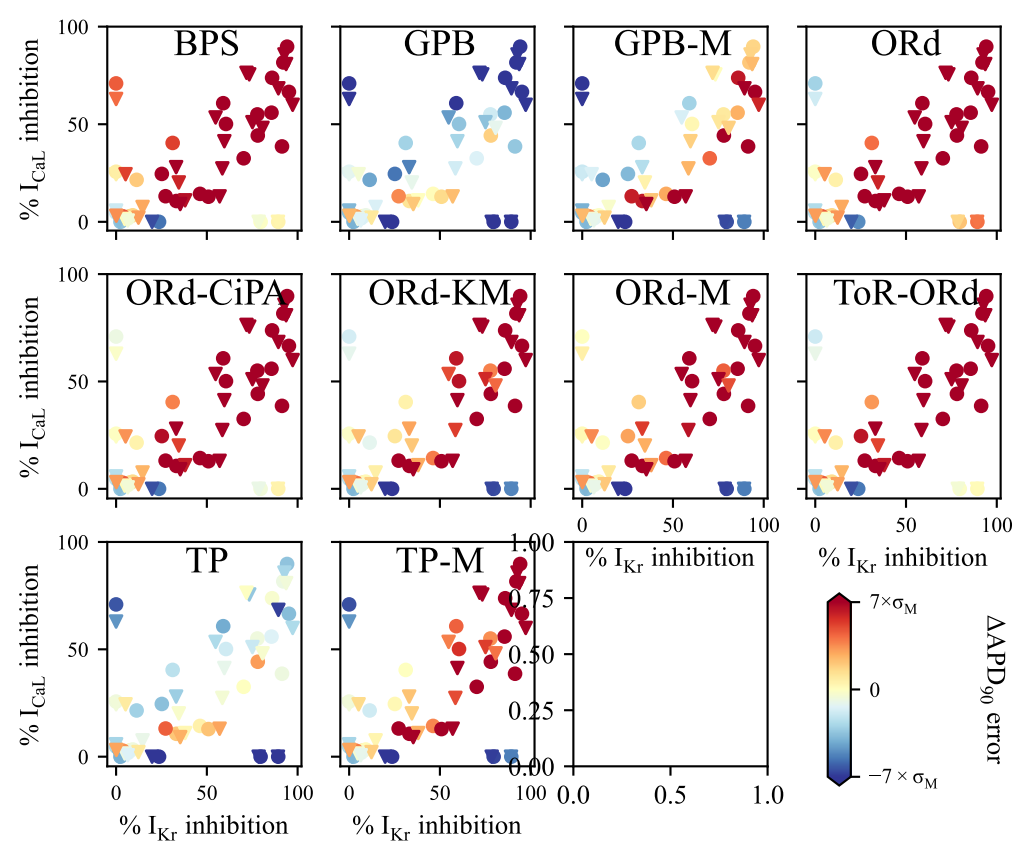 100
50
0
% I_CaL inhibition
BPS
GPB
GPB-M
ORd
100
50
0
% I_CaL inhibition
ORd-CiPA
ORd-KM
ORd-M
ToR-ORd
0 50 100
% I_Kr inhibition
0 50 100
% I_Kr inhibition
100
50
0
% I_CaL inhibition
TP
TP-M
0 50 100
% I_Kr inhibition
0 50 100
% I_Kr inhibition
1.00
0.75
0.50
0.25
0.00
0.0 0.5 1.0
7×σ_M
0
−7 × σ_M
ΔAPD_90 error